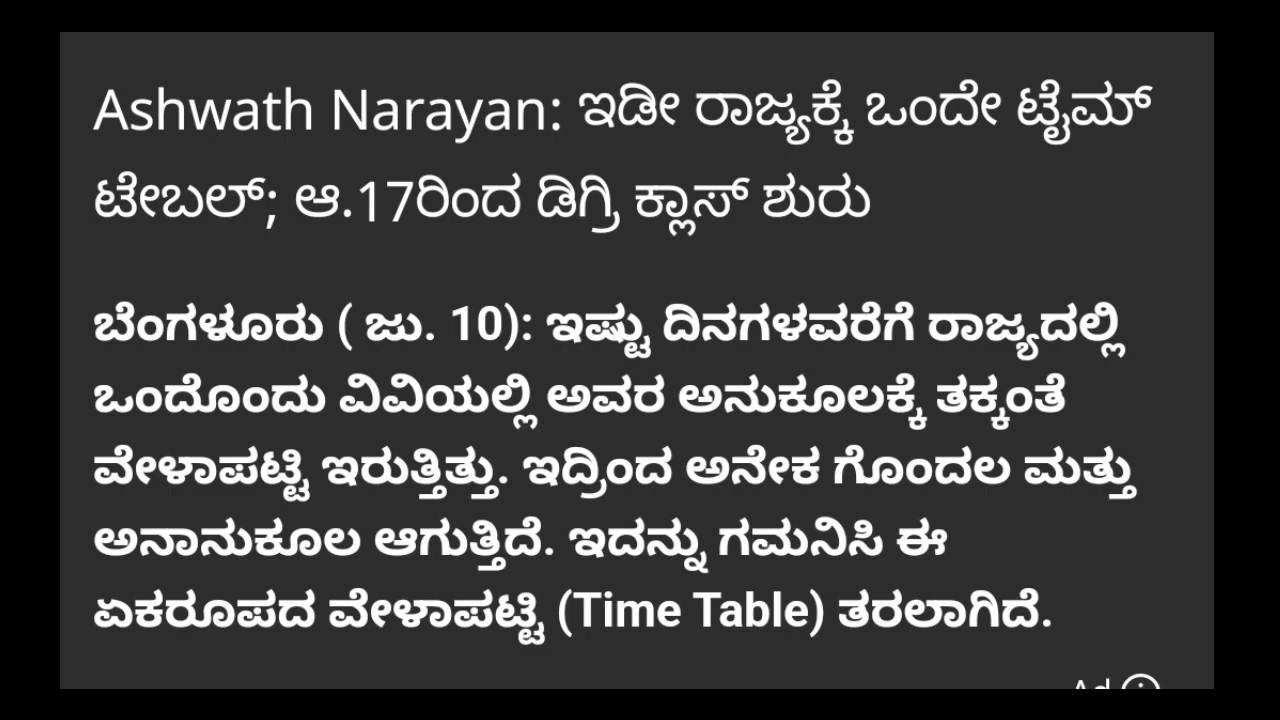 Ashwath Narayan: ಇಡೀ ರಾಜ್ಯಕ್ಕೆ ಒಂದೇ ಟೈಮ್
ಟೇಬಲ್; ಆ.17ರಿಂದ ಡಿಗ್ರಿ ಕ್ಲಾಸ್ ಶುರು
ಬೆಂಗಳೂರು ( ಜು. 10): ಇಷ್ಟು ದಿನಗಳವರೆಗೆ ರಾಜ್ಯದಲ್ಲಿ
ಒಂದೊಂದು ವಿವಿಯಲ್ಲಿ ಅವರ ಅನುಕೂಲಕ್ಕೆ ತಕ್ಕಂತೆ
ವೇಳಾಪಟ್ಟಿ ಇರುತ್ತಿತ್ತು. ಇದ್ರಿಂದ ಅನೇಕ ಗೊಂದಲ ಮತ್ತು
ಅನಾನುಕೂಲ ಆಗುತ್ತಿದೆ. ಇದನ್ನು ಗಮನಿಸಿ ಈ
ಏಕರೂಪದ ವೇಳಾಪಟ್ಟಿ (Time Table) ತರಲಾಗಿದೆ.
Ad